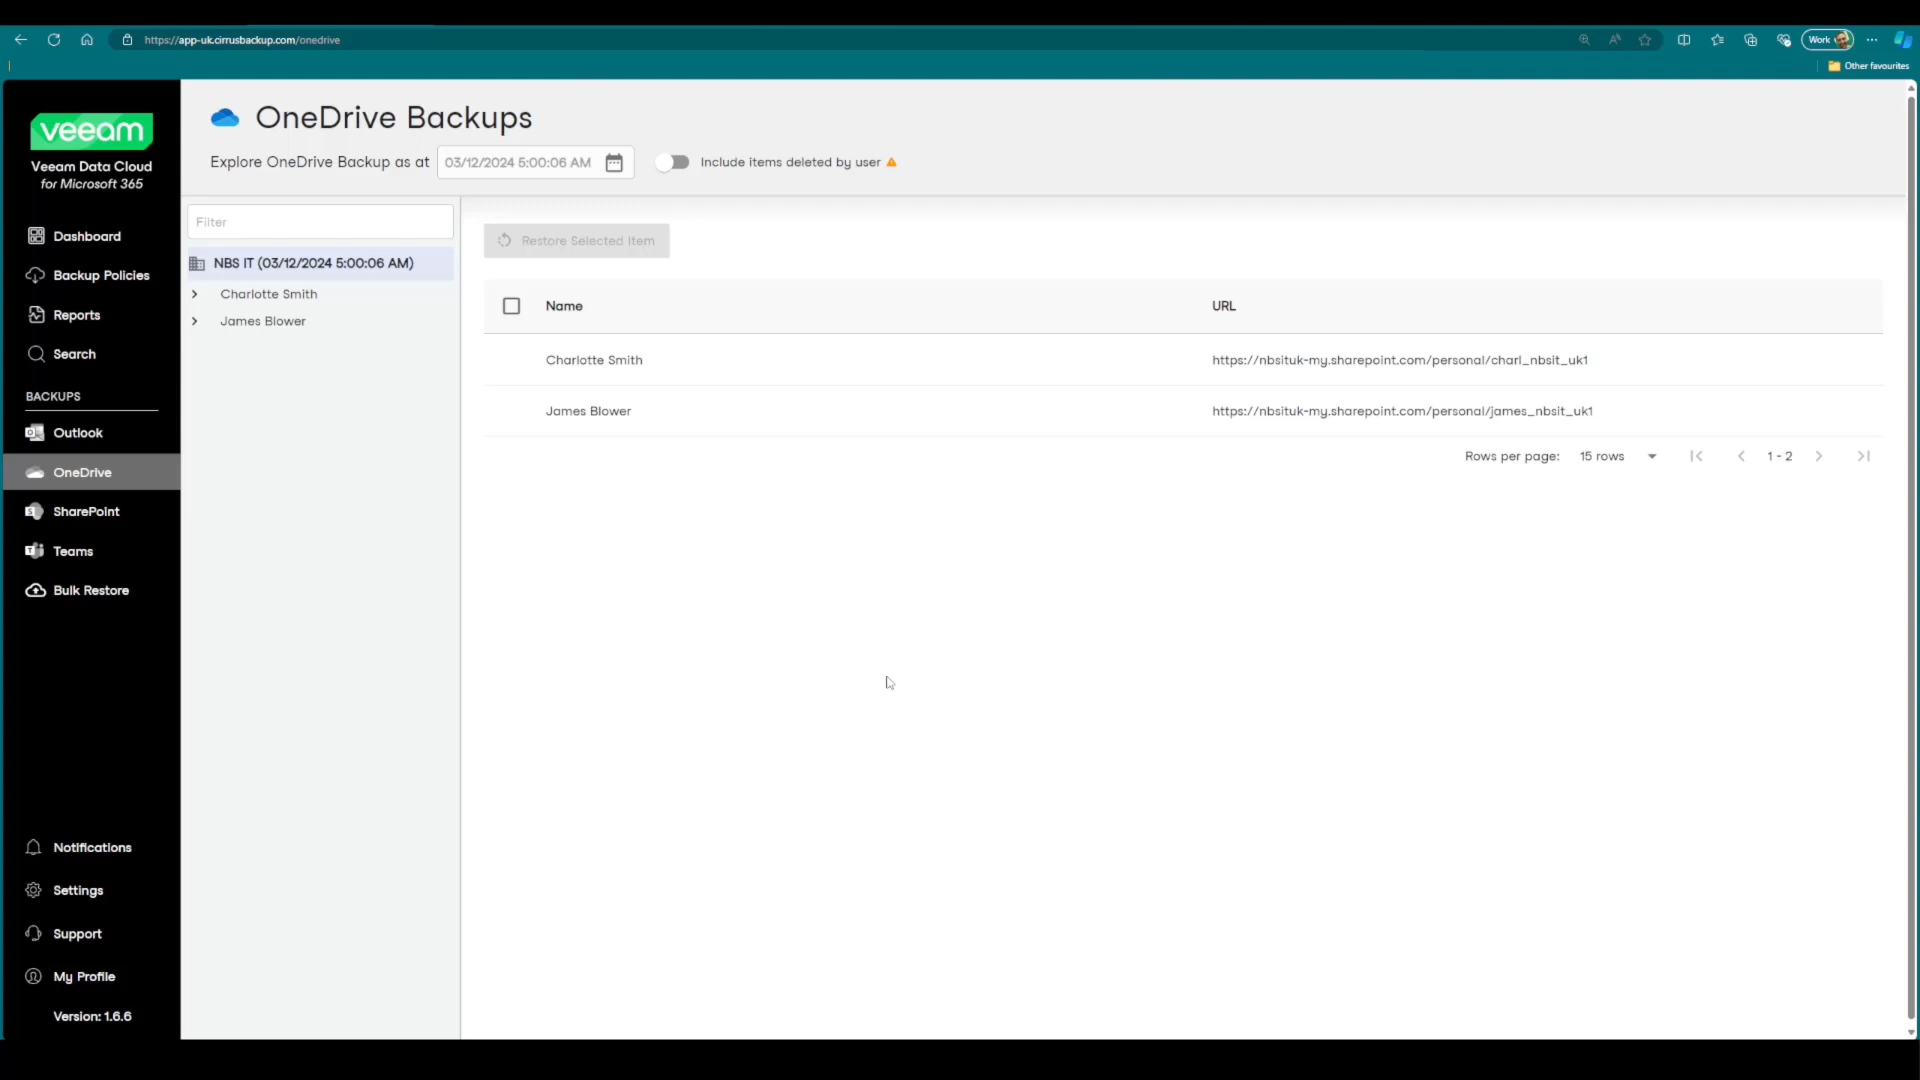 https://app-uk.cirrusbackup.com/onedrive
Work
Other favourites
veeam
Veeam Data Cloud
for Microsoft 365
Dashboard
Backup Policies
Reports
Search
BACKUPS
Outlook
OneDrive
SharePoint
Teams
Bulk Restore
Notifications
Settings
Support
My Profile
Version: 1.6.6
OneDrive Backups
Explore OneDrive Backup as at 03/12/2024 5:00:06 AM Include items deleted by user
Filter
NBS IT (03/12/2024 5:00:06 AM)
Charlotte Smith
James Blower
Restore Selected Item
Name URL
Charlotte Smith https://nbsituk-my.sharepoint.com/personal/charl_nbsit_uk1
James Blower https://nbsituk-my.sharepoint.com/personal/james_nbsit_uk1
Rows per page: 15 rows 1 - 2